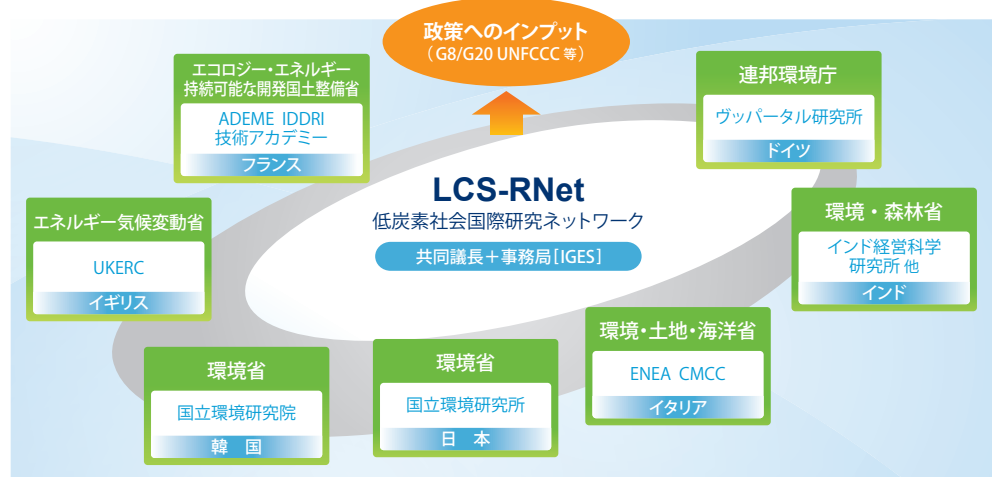 政策へのインプット
（G8/G20 UNFCCC 等）
エコロジー・エネルギー
持続可能な開発国土整備省
ADEME IDDRI
技術アカデミー
フランス
連邦環境庁
ヴッパータル研究所
ドイツ
LCS-RNet
低炭素社会国際研究ネットワーク
共同議長＋事務局[IGES]
エネルギー気候変動省
UKERC
イギリス
環境・森林省
インド経営科学
研究所 他
インド
環境省
国立環境研究院
韓 国
環境省
国立環境研究所
日 本
環境・土地・海洋省
ENEA CMCC
イタリア